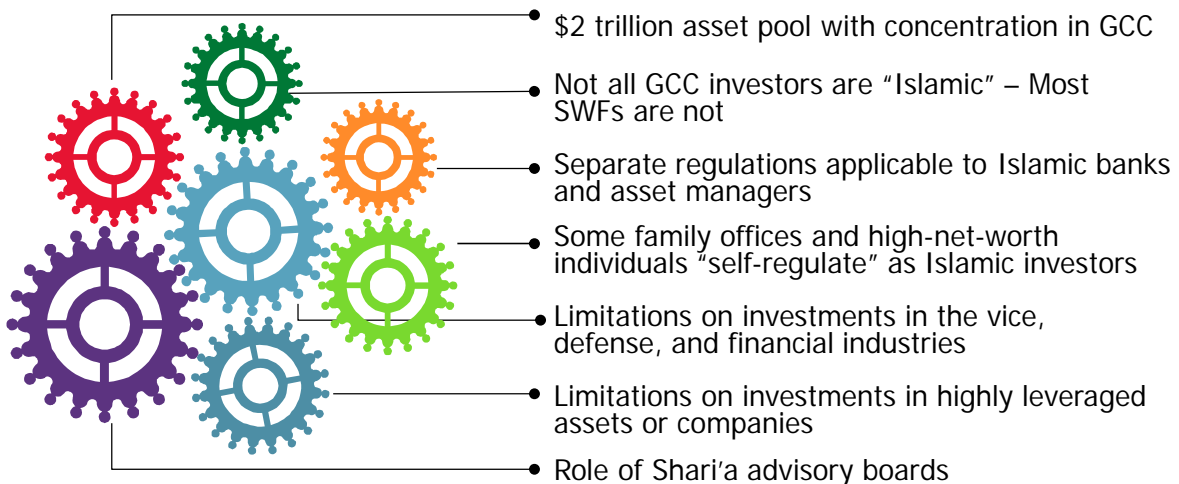 $2 trillion asset pool with concentration in GCC
Not all GCC investors are “Islamic” – Most
SWFs are not
Separate regulations applicable to Islamic banks
and asset managers
Some family offices and high-net-worth
individuals “self-regulate” as Islamic investors
Limitations on investments in the vice,
defense, and financial industries
Limitations on investments in highly leveraged
assets or companies
Role of Shari’a advisory boards